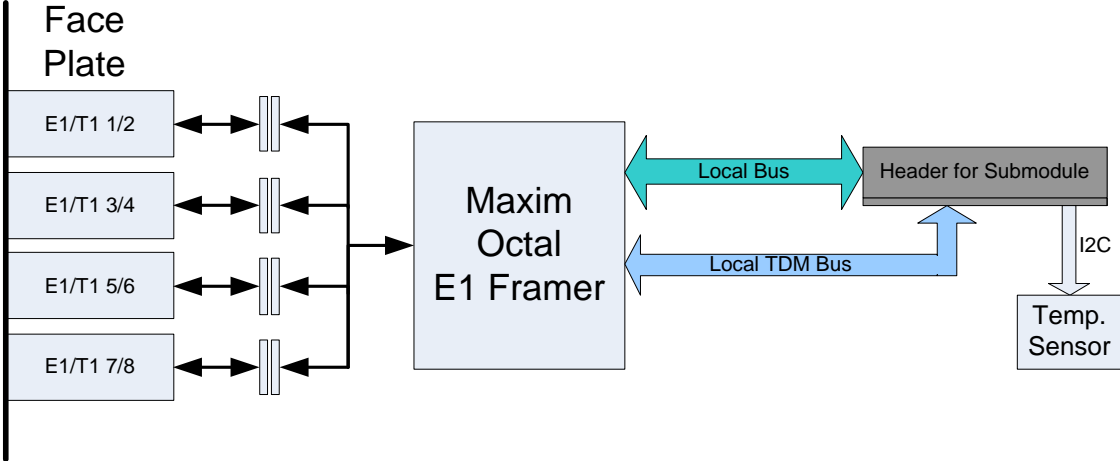 Face
Plate
E1/T1 1/2
E1/T1 3/4
E1/T1 5/6
E1/T1 7/8
Maxim
Octal
E1 Framer
Local Bus
Local TDM Bus
Header for Submodule
I2C
Temp.
Sensor